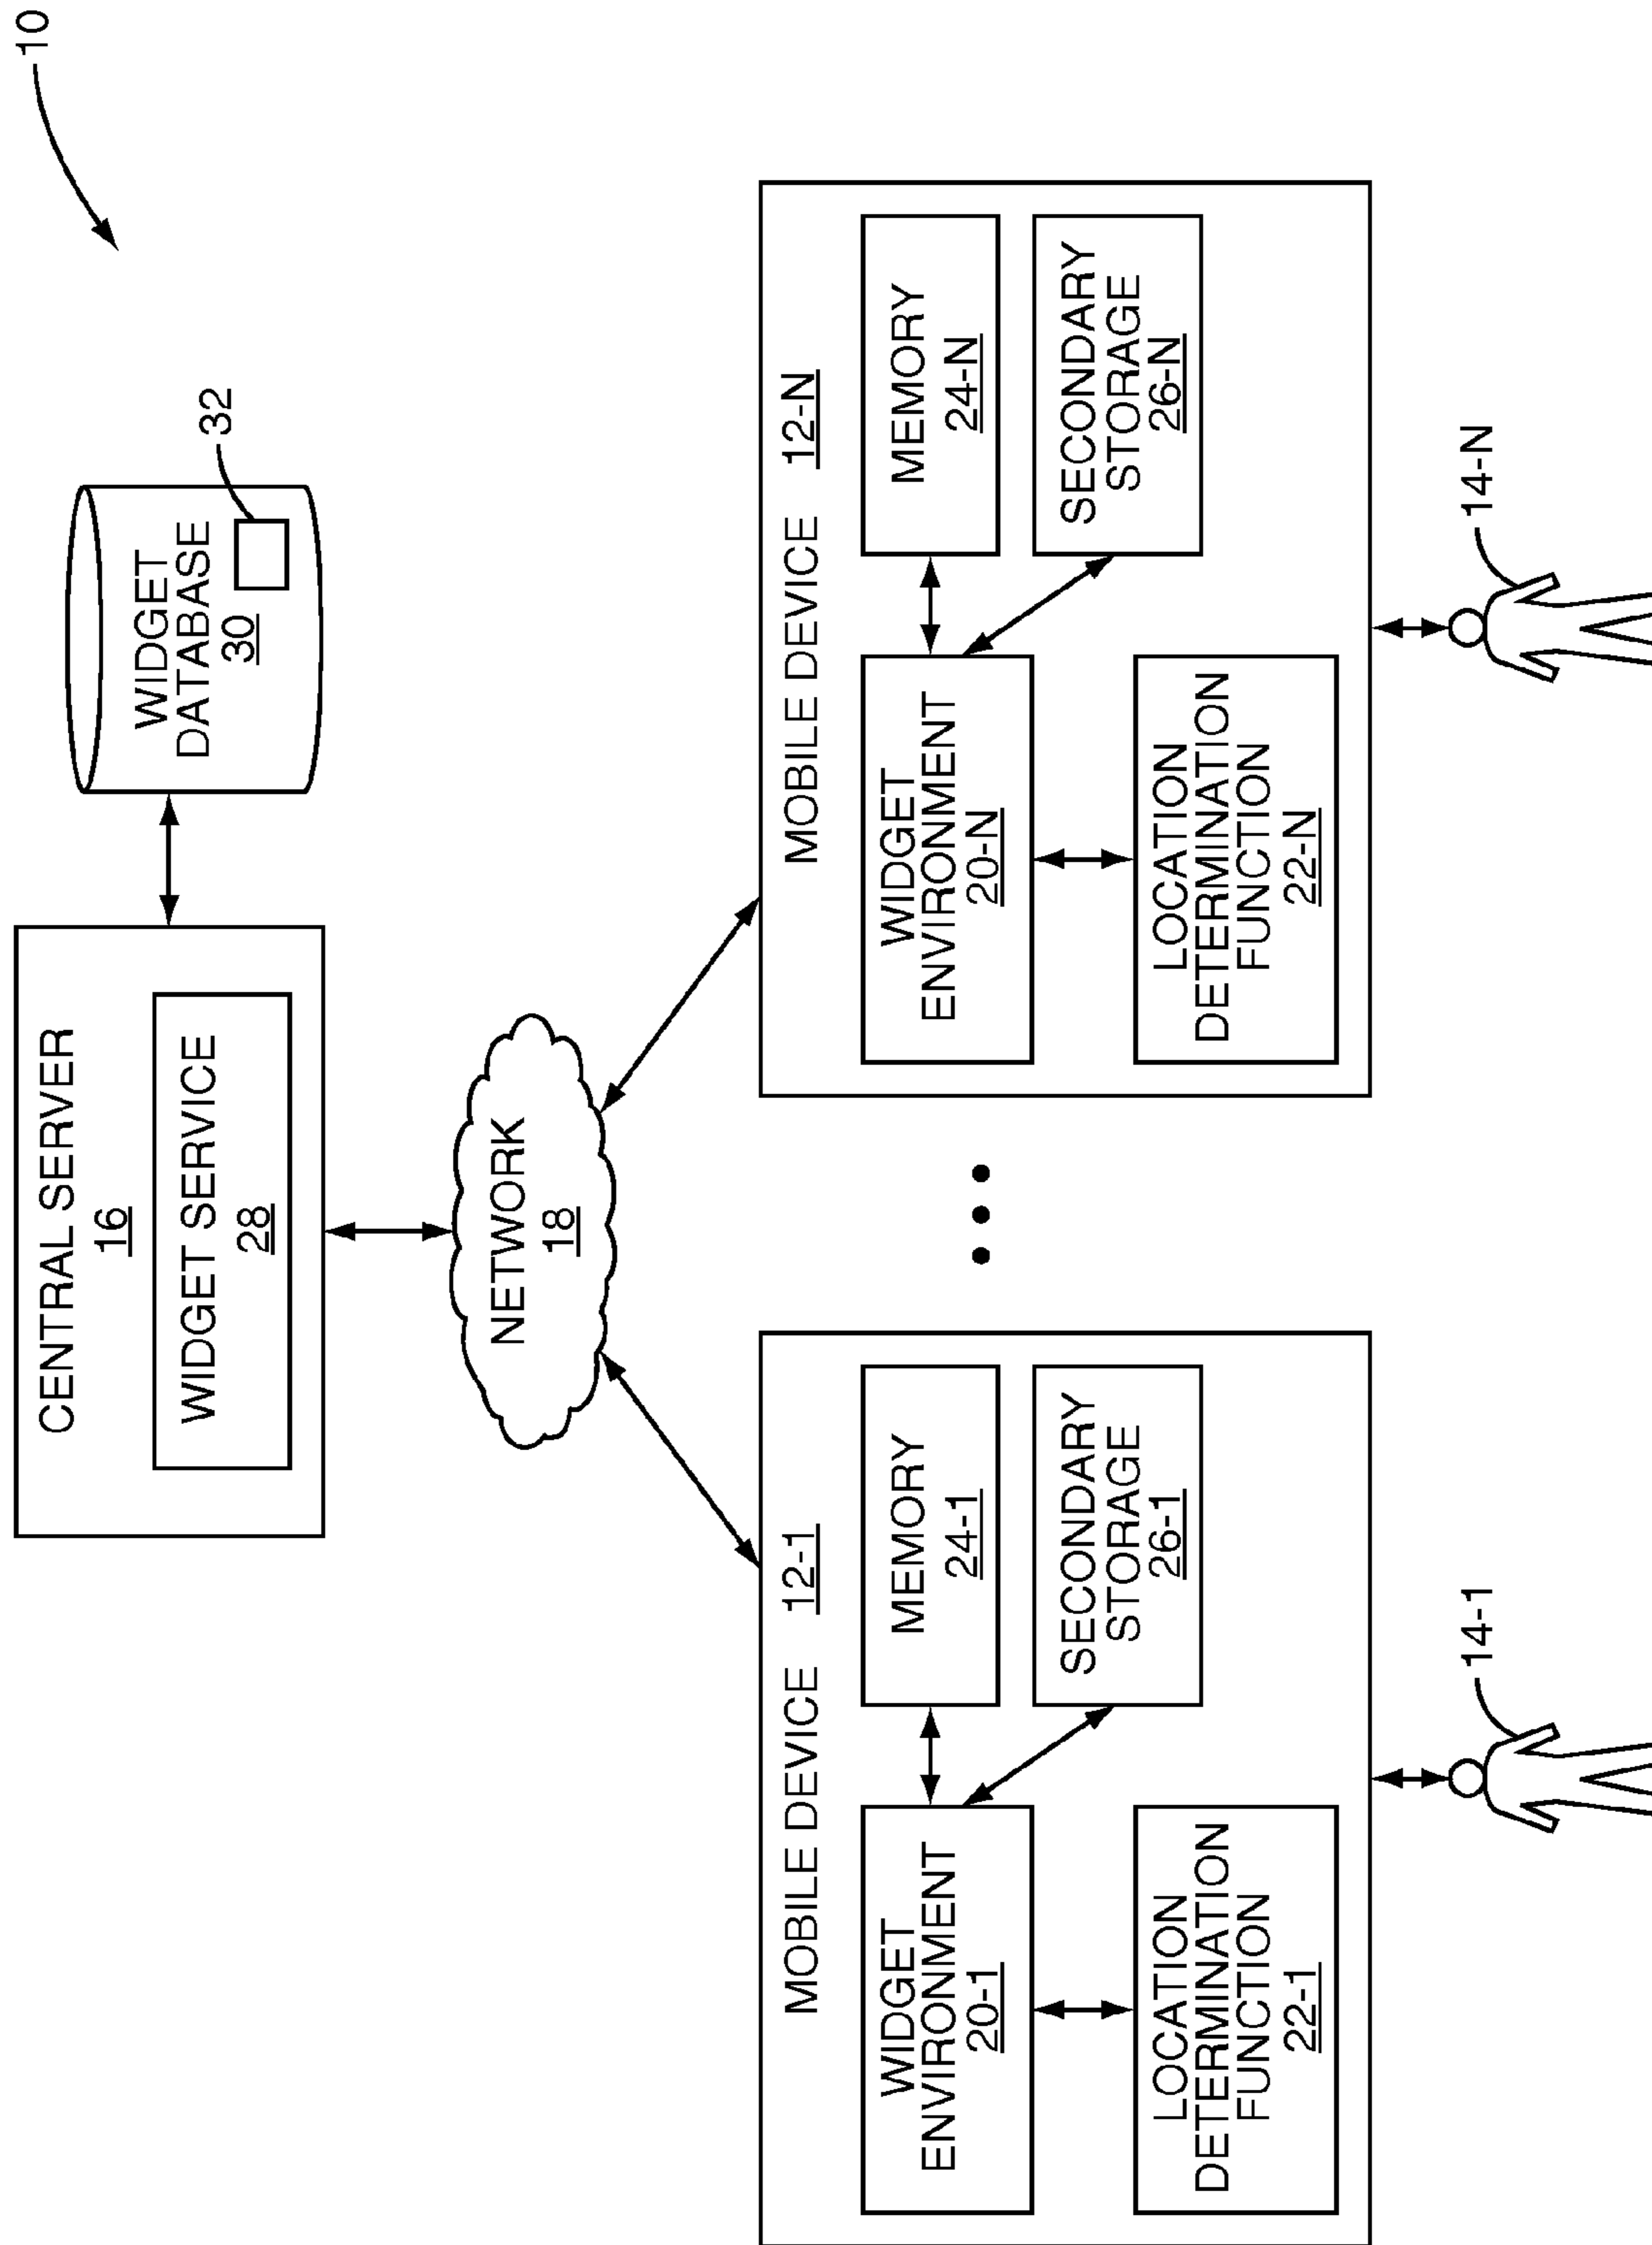 10
CENTRAL SERVER
16
WIDGET SERVICE
28
WIDGET
DATABASE
30
32
NETWORK
18
MOBILE DEVICE 12-1
WIDGET
ENVIRONMENT
20-1
MEMORY
24-1
SECONDARY
STORAGE
26-1
LOCATION
DETERMINATION
FUNCTION
22-1
14-1
MOBILE DEVICE 12-N
WIDGET
ENVIRONMENT
20-N
MEMORY
24-N
SECONDARY
STORAGE
26-N
LOCATION
DETERMINATION
FUNCTION
22-N
14-N